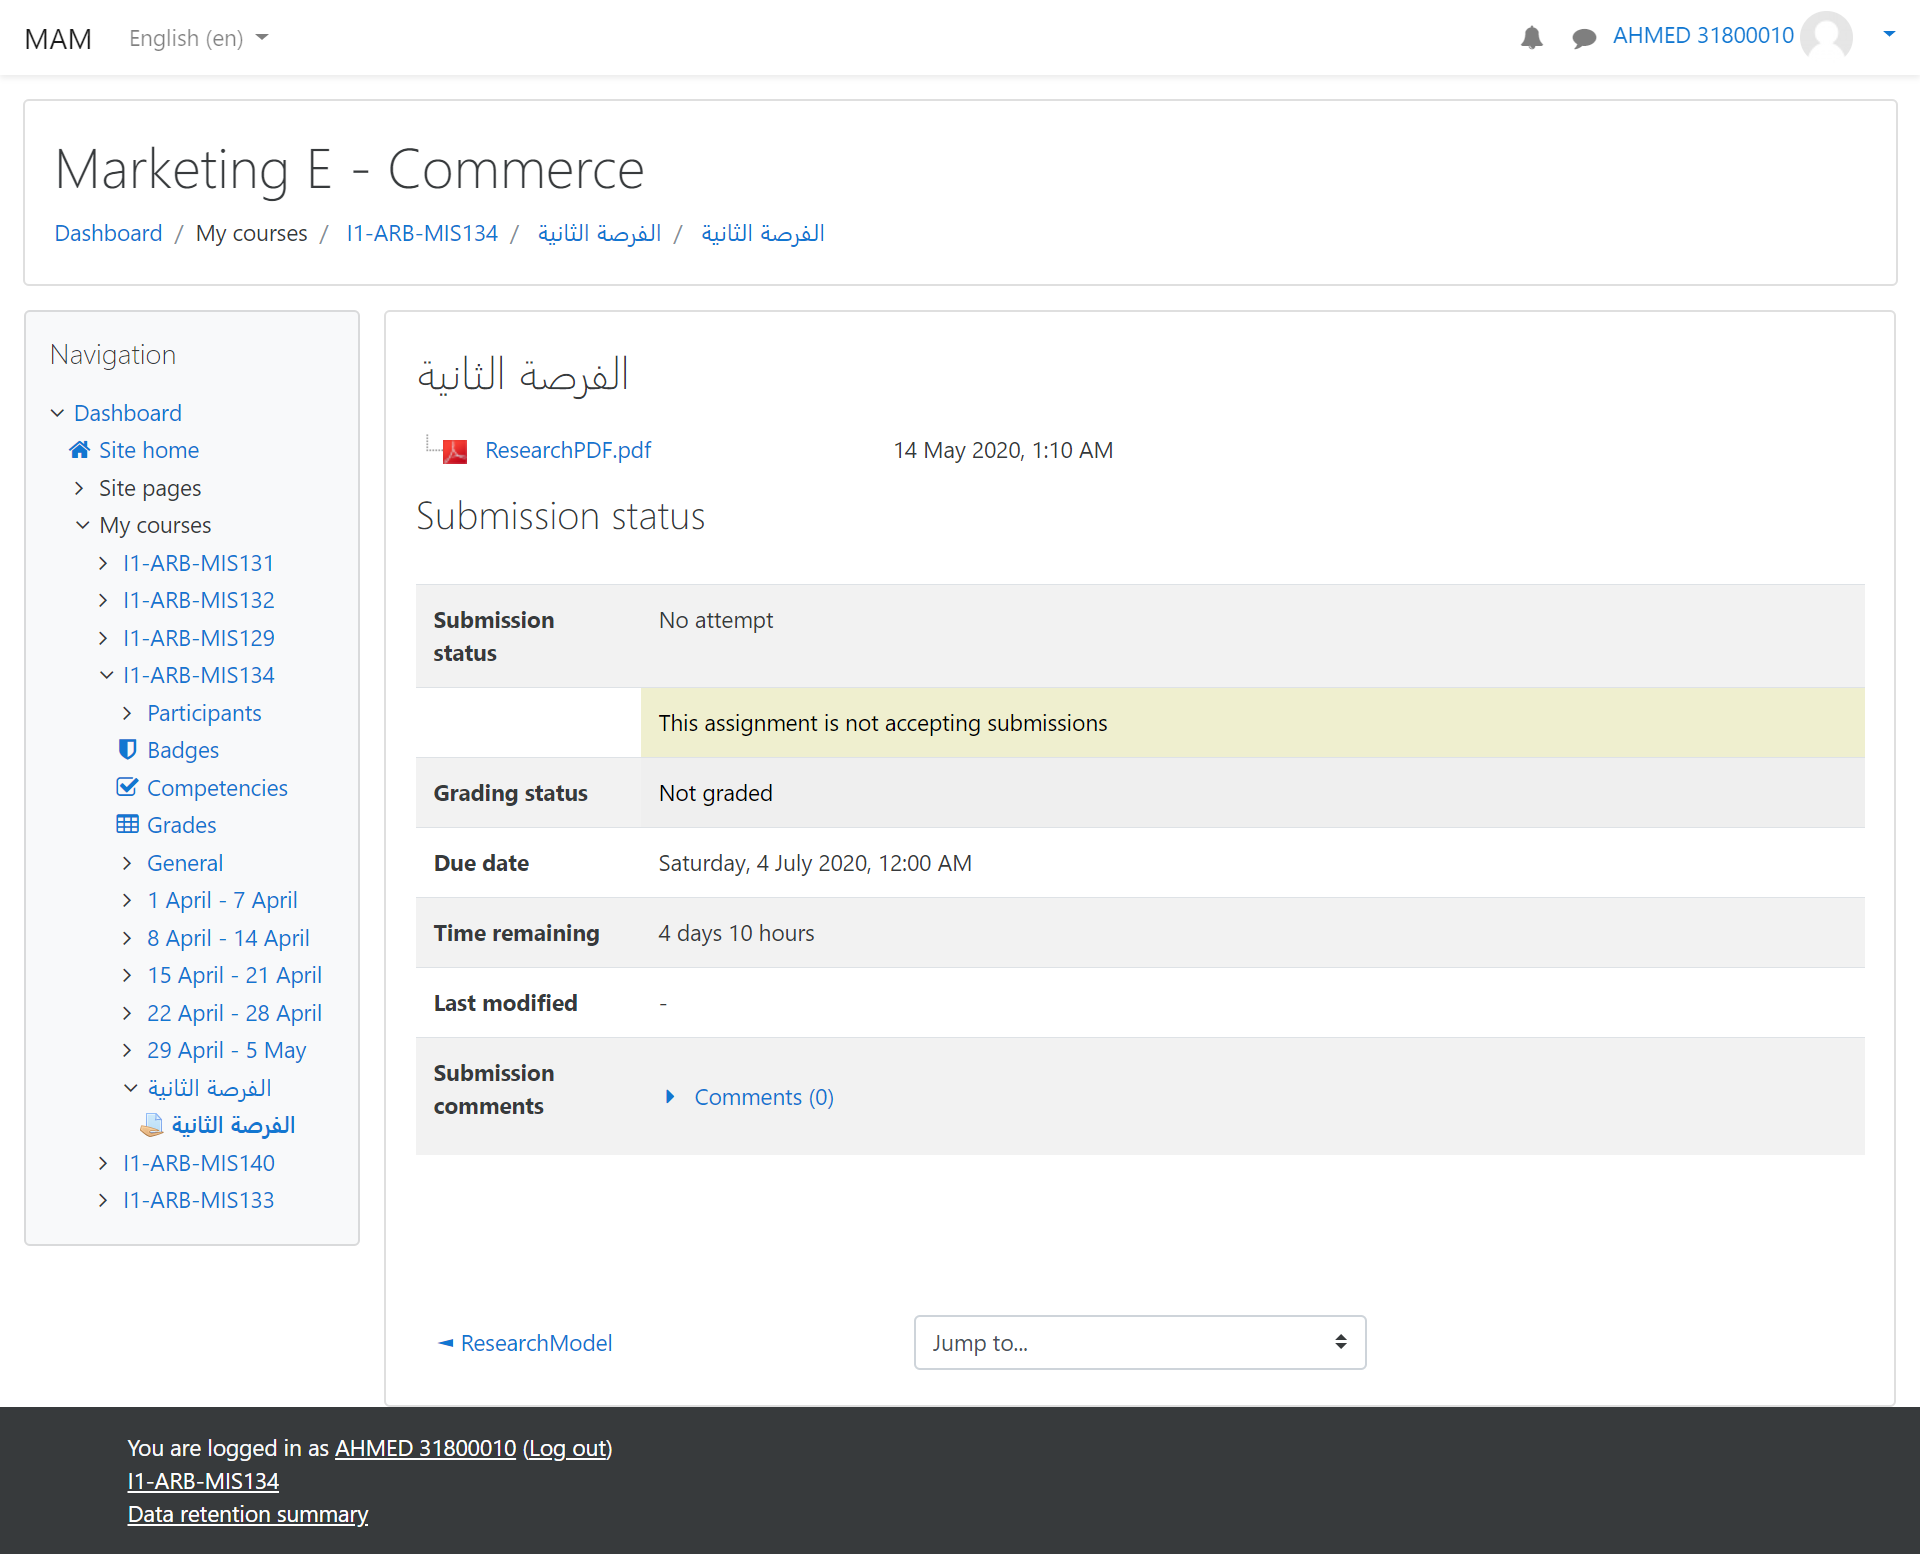 MAM
English (en)
AHMED 31800010
Marketing E - Commerce
Dashboard / My courses / I1-ARB-MIS134 / الفرصة الثانية / الفرصة الثانية
Navigation
Dashboard
Site home
Site pages
My courses
I1-ARB-MIS131
I1-ARB-MIS132
I1-ARB-MIS129
I1-ARB-MIS134
Participants
Badges
Competencies
Grades
General
1 April - 7 April
8 April - 14 April
15 April - 21 April
22 April - 28 April
29 April - 5 May
الفرصة الثانية
الفرصة الثانية
I1-ARB-MIS140
I1-ARB-MIS133
الفرصة الثانية
ResearchPDF.pdf 14 May 2020, 1:10 AM
Submission status
Submission status No attempt
This assignment is not accepting submissions
Grading status Not graded
Due date Saturday, 4 July 2020, 12:00 AM
Time remaining 4 days 10 hours
Last modified -
Submission comments Comments (0)
◄ ResearchModel
Jump to...
You are logged in as AHMED 31800010 (Log out)
I1-ARB-MIS134
Data retention summary